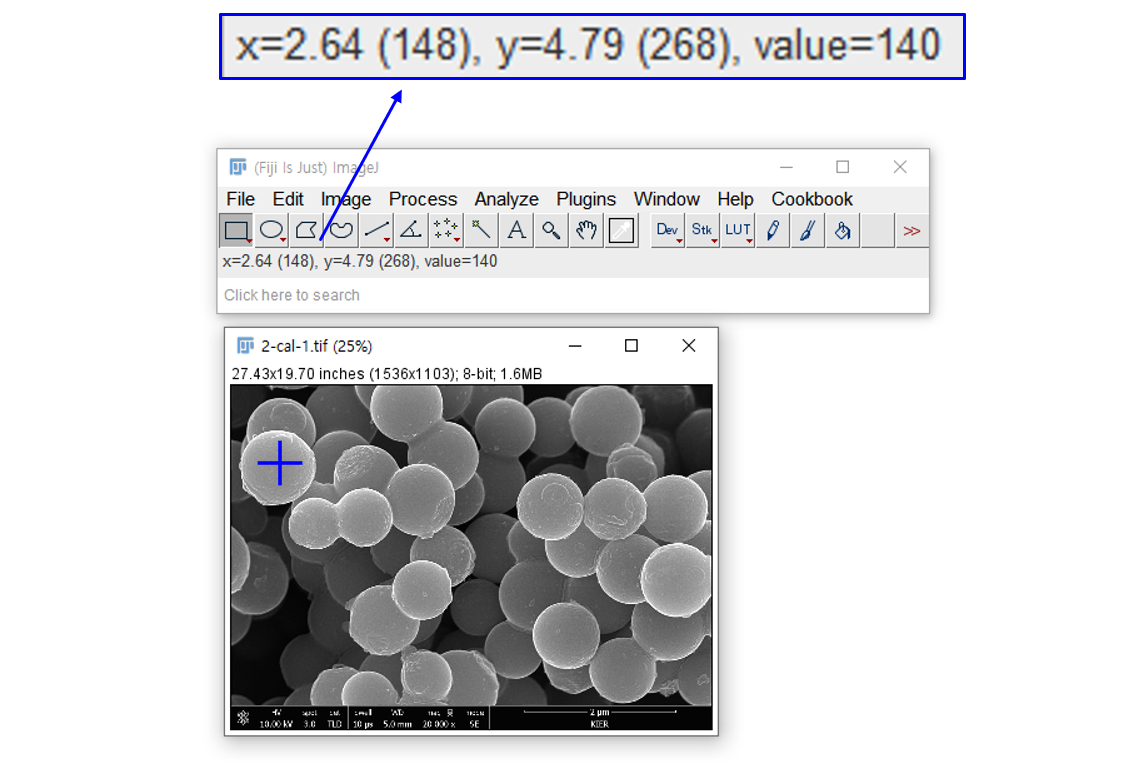 x=2.64 (148), y=4.79 (268), value=140
(Fiji Is Just) ImageJ
File Edit Image Process Analyze Plugins Window Help Cookbook
A Dev Stk LUT >>
x=2.64 (148), y=4.79 (268), value=140
Click here to search
2-cal-1.tif (25%)
27.43x19.70 inches (1536x1103); 8-bit; 1.6MB
HV spot det dwell WD mag mode 2 µm
10.00 kV 3.0 TLD 10 µs 5.0 mm 20 000 x SE KIER